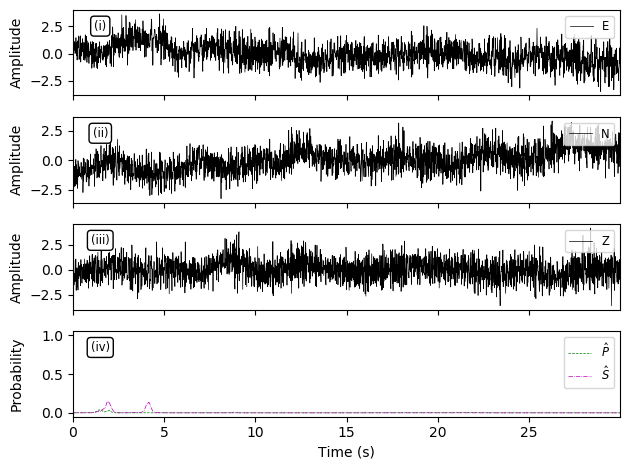 (i)
E
Amplitude
2.5
0.0
−2.5
(ii)
N
Amplitude
2.5
0.0
−2.5
(iii)
Z
Amplitude
2.5
0.0
−2.5
(iv)
P̂
Ŝ
Probability
1.0
0.5
0.0
0 5 10 15 20 25
Time (s)